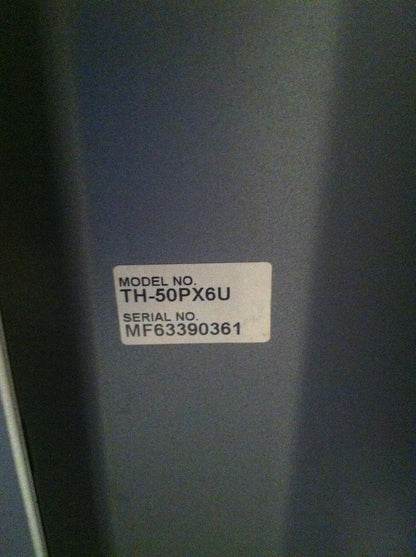 MODEL NO.
TH-50PX6U
SERIAL NO.
MF63390361